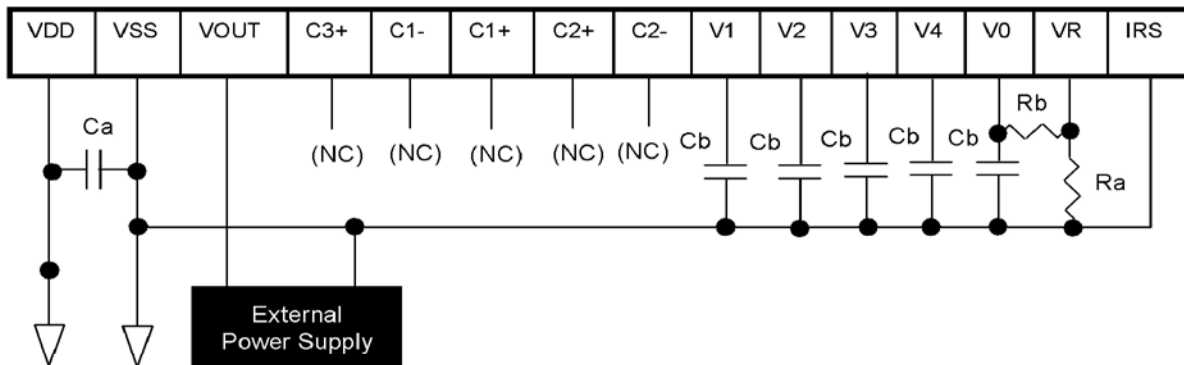 VDD VSS VOUT C3+ C1- C1+ C2+ C2- V1 V2 V3 V4 V0 VR IRS
Rb
Ca
Cb Cb Cb Cb Cb
(NC) (NC) (NC) (NC) (NC)
Ra
External
Power Supply